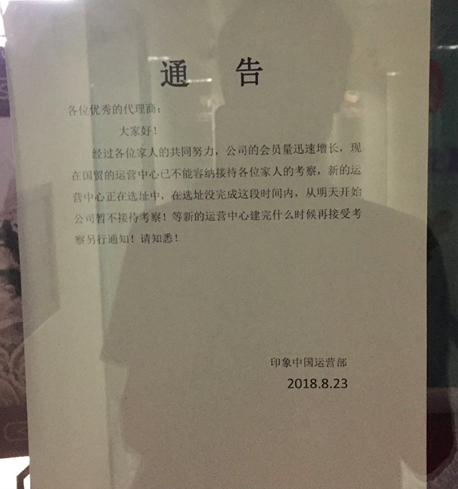 通 告
各位优秀的代理商：
大家好！
经过各位家人的共同努力，公司的会员量迅速增长，现
在国贸的运营中心已不能容纳接待各位家人的考察，新的运
营中心正在选址中，在选址没完成这段时间内，从明天开始
公司暂不接待考察！等新的运营中心建完什么时候再接受考
察另行通知！请知悉！
印象中国运营部
2018.8.23